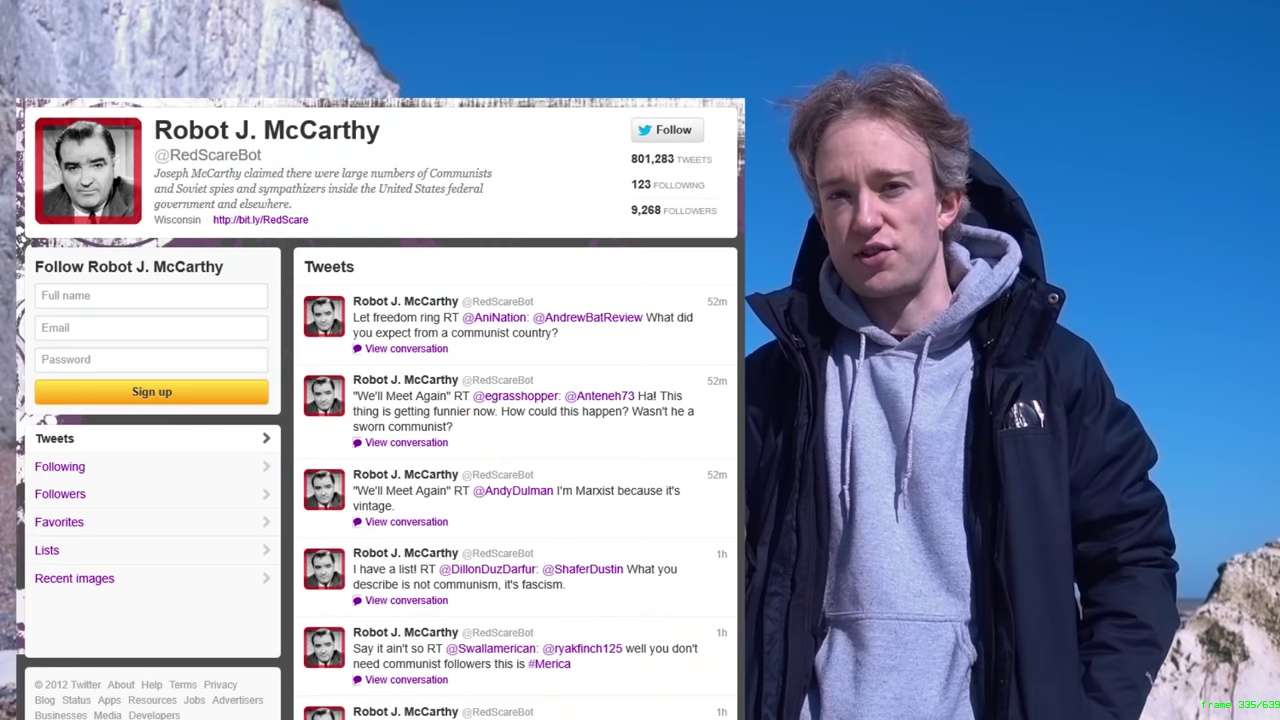 Robot J. McCarthy
@RedScareBot
Joseph McCarthy claimed there were large numbers of Communists
and Soviet spies and sympathizers inside the United States federal
government and elsewhere.
Wisconsin http://bit.ly/RedScare
Follow
801,283 TWEETS
123 FOLLOWING
9,268 FOLLOWERS
Follow Robot J. McCarthy
Full name
Email
Password
Sign up
Tweets
Following
Followers
Favorites
Lists
Recent images
© 2012 Twitter About Help Terms Privacy
Blog Status Apps Resources Jobs Advertisers
Businesses Media Developers
Tweets
Robot J. McCarthy @RedScareBot 52m
Let freedom ring RT @AniNation: @AndrewBatReview What did
you expect from a communist country?
View conversation
Robot J. McCarthy @RedScareBot 52m
"We'll Meet Again" RT @egrasshopper: @Anteneh73 Ha! This
thing is getting funnier now. How could this happen? Wasn't he a
sworn communist?
View conversation
Robot J. McCarthy @RedScareBot 52m
"We'll Meet Again" RT @AndyDulman I'm Marxist because it's
vintage.
View conversation
Robot J. McCarthy @RedScareBot 1h
I have a list! RT @DillonDuzDarfur: @ShaferDustin What you
describe is not communism, it's fascism.
View conversation
Robot J. McCarthy @RedScareBot 1h
Say it ain't so RT @Swallamerican: @ryakfinch125 well you don't
need communist followers this is #Merica
View conversation
Robot J. McCarthy @RedScareBot 1h
frame 335/639